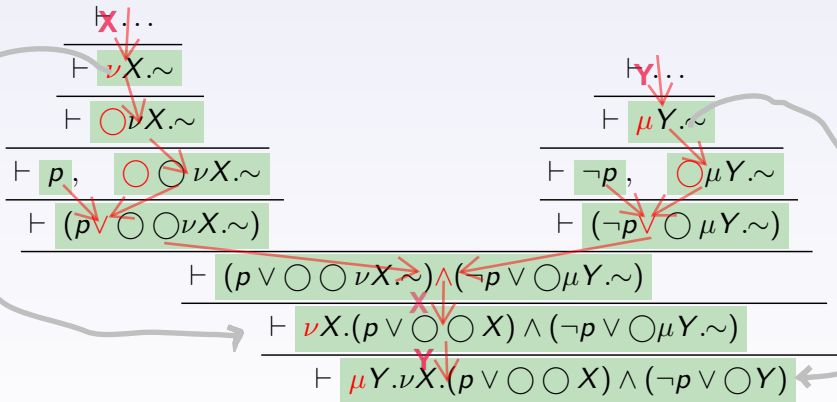 ⊢ ... X
⊢ νX.∼
⊢ ... Y
⊢ ◯νX.∼
⊢ μY.∼
⊢ p, ◯ ◯ νX.∼
⊢ ¬p, ◯μY.∼
⊢ (p ∨ ◯ ◯νX.∼)
⊢ (¬p ∨ ◯ μY.∼)
⊢ (p ∨ ◯ ◯ νX.∼) ∧ (¬p ∨ ◯μY.∼)
X
⊢ νX.(p ∨ ◯ ◯ X) ∧ (¬p ∨ ◯μY.∼)
Y
⊢ μY.νX.(p ∨ ◯ ◯ X) ∧ (¬p ∨ ◯Y)